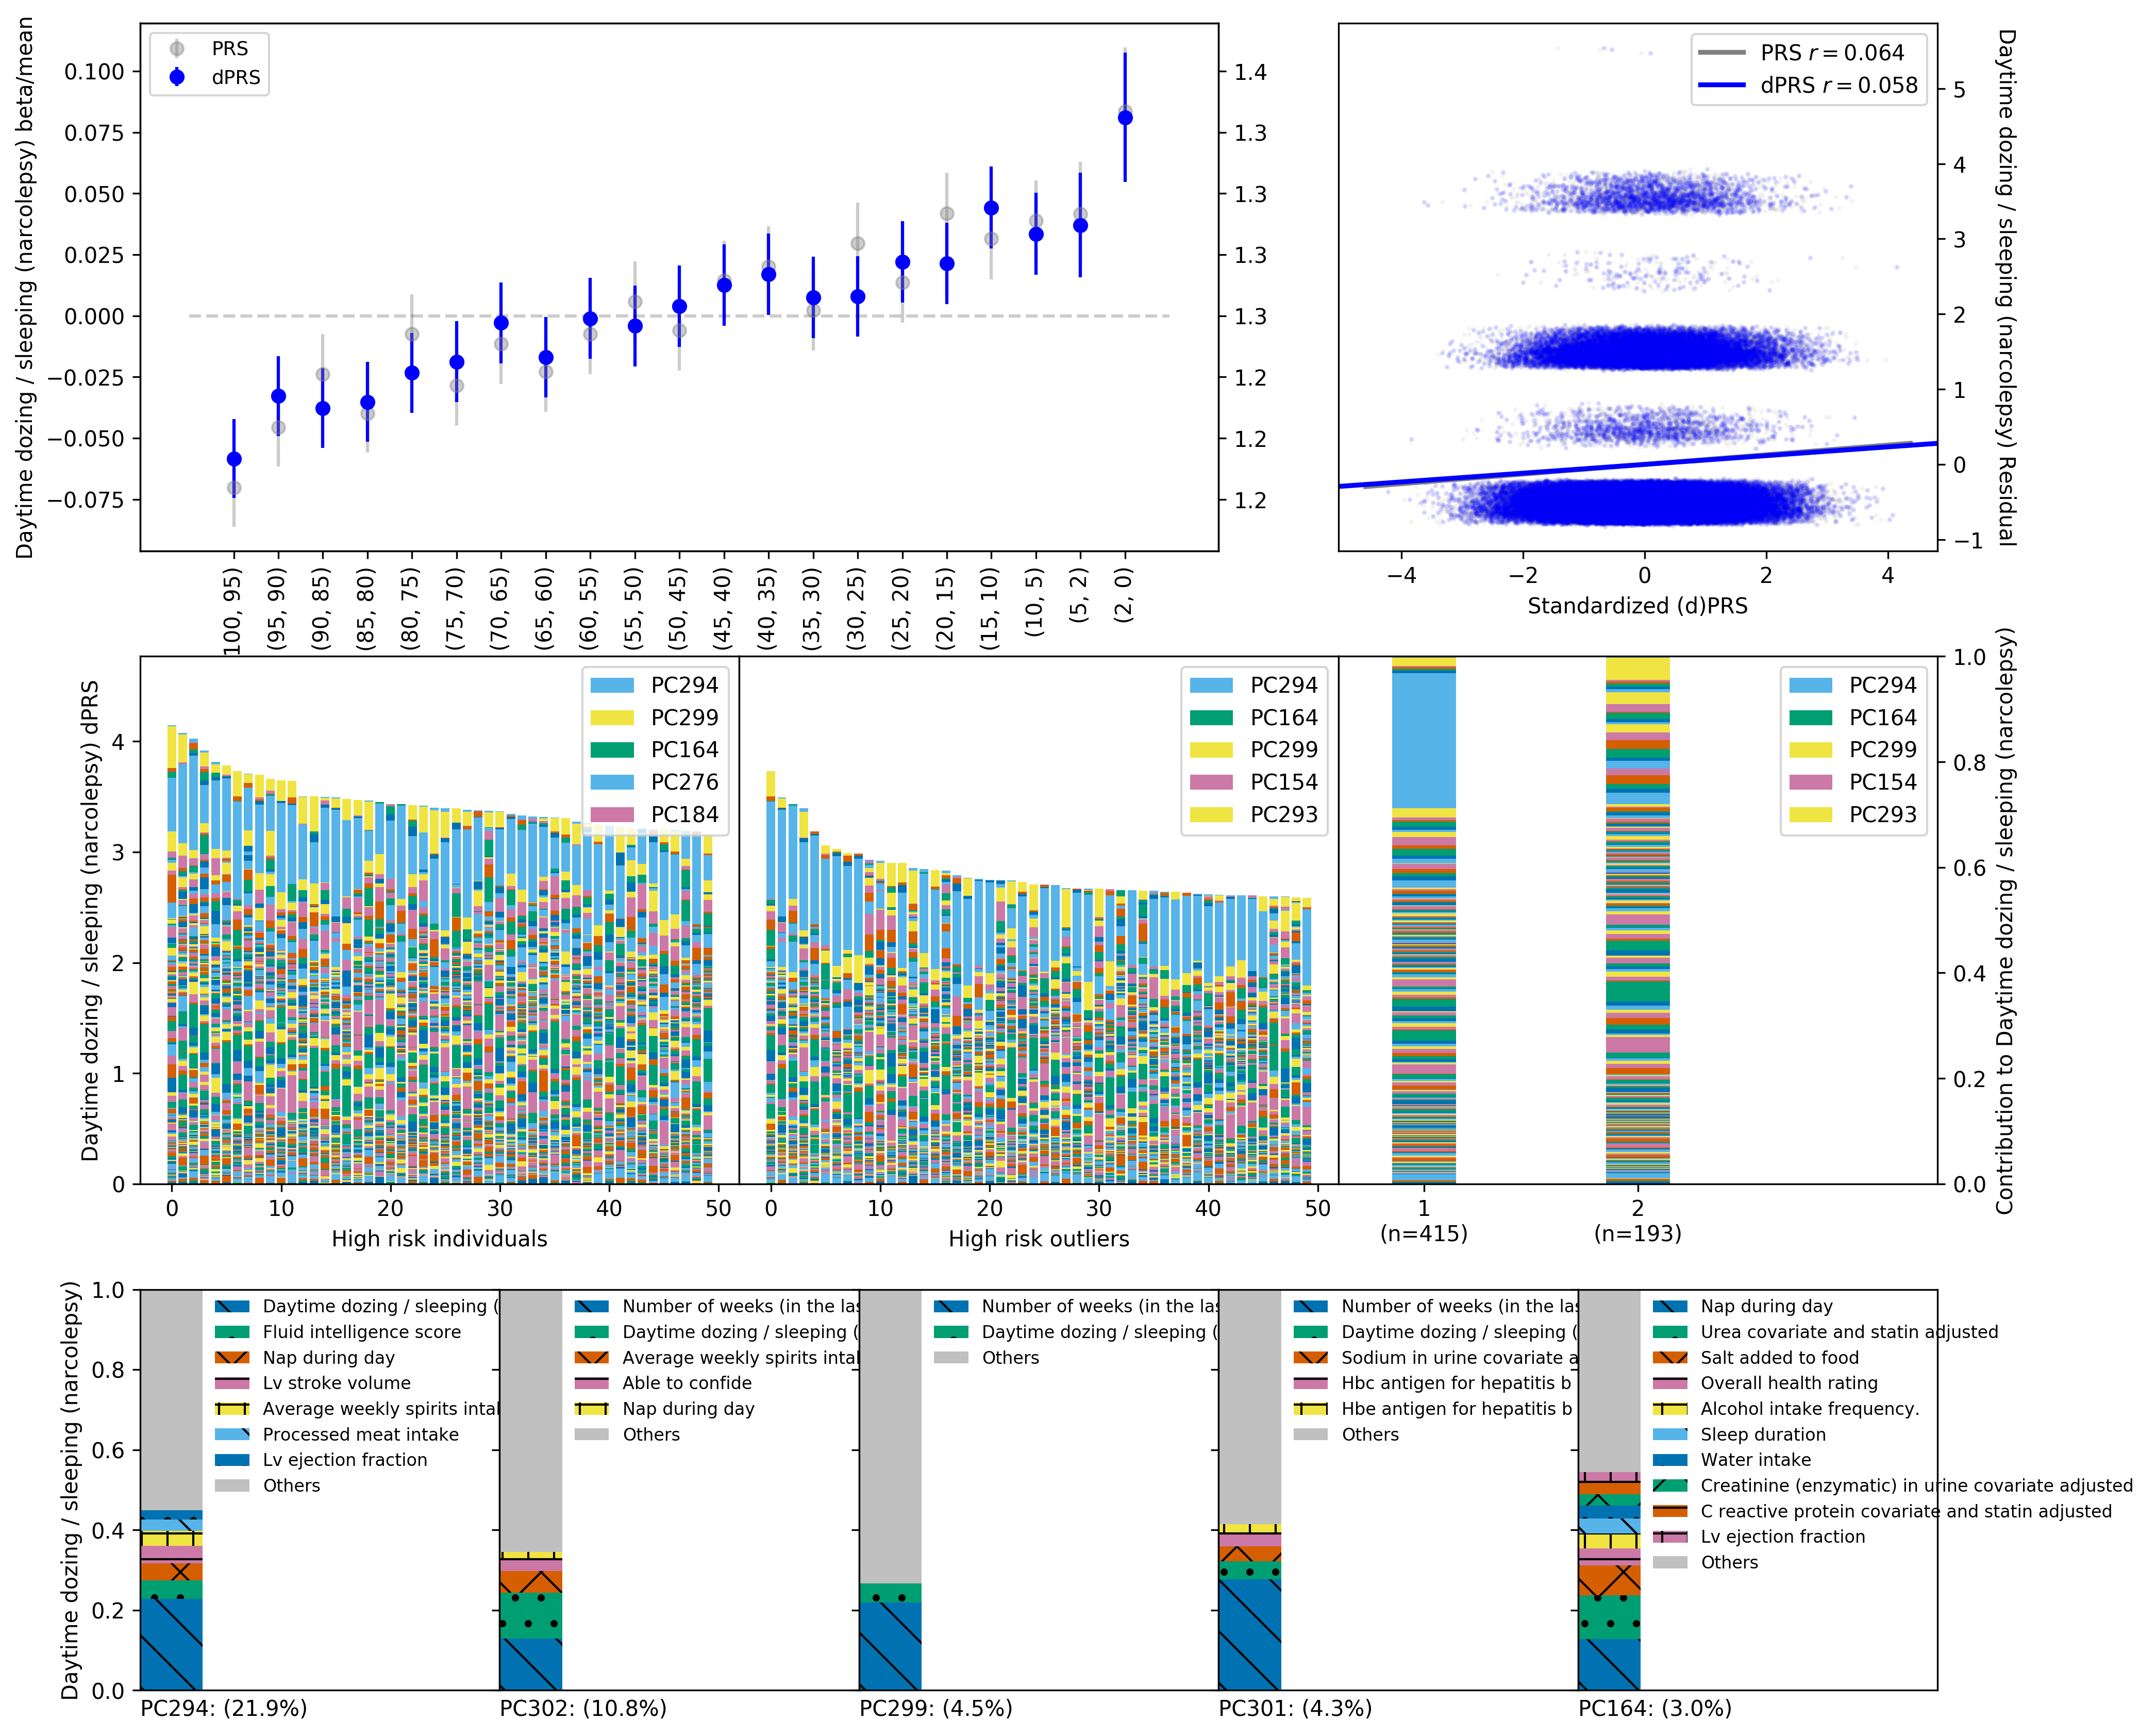 Daytime dozing / sleeping (narcolepsy) beta/mean
0.100
0.075
0.050
0.025
0.000
−0.025
−0.050
−0.075
PRS
dPRS
1.4
1.3
1.3
1.3
1.3
1.2
1.2
1.2
100, 95)
(95, 90)
(90, 85)
(85, 80)
(80, 75)
(75, 70)
(70, 65)
(65, 60)
(60, 55)
(55, 50)
(50, 45)
(45, 40)
(40, 35)
(35, 30)
(30, 25)
(25, 20)
(20, 15)
(15, 10)
(10, 5)
(5, 2)
(2, 0)
PRS r = 0.064
dPRS r = 0.058
5
4
3
2
1
0
−1
Daytime dozing / sleeping (narcolepsy) Residual
−4
−2
0
2
4
Standardized (d)PRS
Daytime dozing / sleeping (narcolepsy) dPRS
4
3
2
1
0
PC294
PC299
PC164
PC276
PC184
0
10
20
30
40
50
High risk individuals
PC294
PC164
PC299
PC154
PC293
0
10
20
30
40
50
High risk outliers
PC294
PC164
PC299
PC154
PC293
1
(n=415)
2
(n=193)
1.0
0.8
0.6
0.4
0.2
0.0
Contribution to Daytime dozing / sleeping (narcolepsy)
Daytime dozing / sleeping (narcolepsy)
1.0
0.8
0.6
0.4
0.2
0.0
Daytime dozing / sleeping (
Fluid intelligence score
Nap during day
Lv stroke volume
Average weekly spirits intal
Processed meat intake
Lv ejection fraction
Others
PC294: (21.9%)
Number of weeks (in the las
Daytime dozing / sleeping (
Average weekly spirits intal
Able to confide
Nap during day
Others
PC302: (10.8%)
Number of weeks (in the las
Daytime dozing / sleeping (
Others
PC299: (4.5%)
Number of weeks (in the las
Daytime dozing / sleeping (
Sodium in urine covariate a
Hbc antigen for hepatitis b
Hbe antigen for hepatitis b
Others
PC301: (4.3%)
Nap during day
Urea covariate and statin adjusted
Salt added to food
Overall health rating
Alcohol intake frequency.
Sleep duration
Water intake
Creatinine (enzymatic) in urine covariate adjusted
C reactive protein covariate and statin adjusted
Lv ejection fraction
Others
PC164: (3.0%)